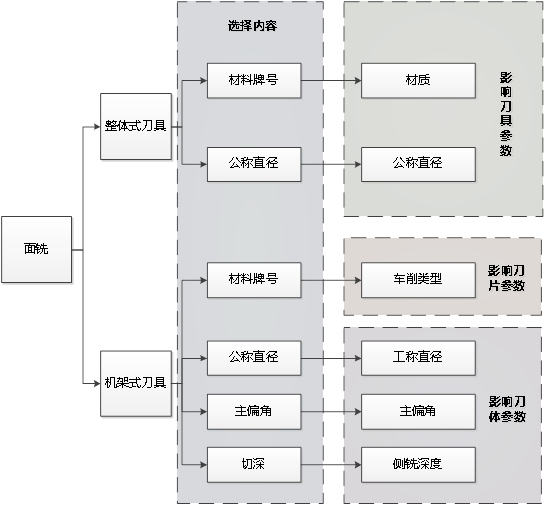 选择内容
材料牌号
材质
影响刀具参数
整体式刀具
公称直径
公称直径
面铣
材料牌号
车削类型
影响刀
片参数
公称直径
工称直径
机架式刀具
主偏角
主偏角
影响刀
体参数
切深
侧铣深度